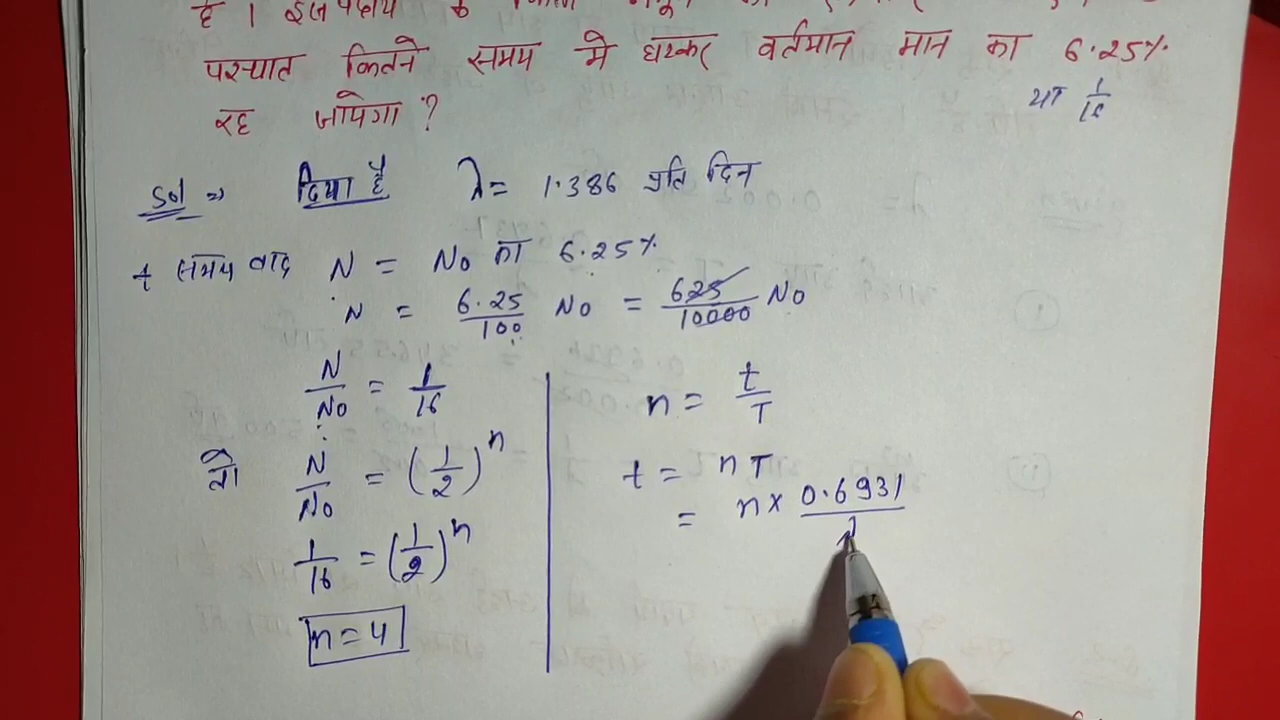 है । इस पदार्थ के
पश्चात कितने समय मे घटकर वर्तमान मान का 6.25%
रह जायेगा ?
या 1/16
Sol ⇒ दिया है λ = 1.386 प्रति दिन
t समय बाद N = N₀ का 6.25%
N = 6.25/100 N₀ = 625/10000 N₀
N/N₀ = 1/16
तो N/N₀ = (1/2)^n
1/16 = (1/2)^n
n = 4
n = t/T
t = nT
= n × 0.6931/λ